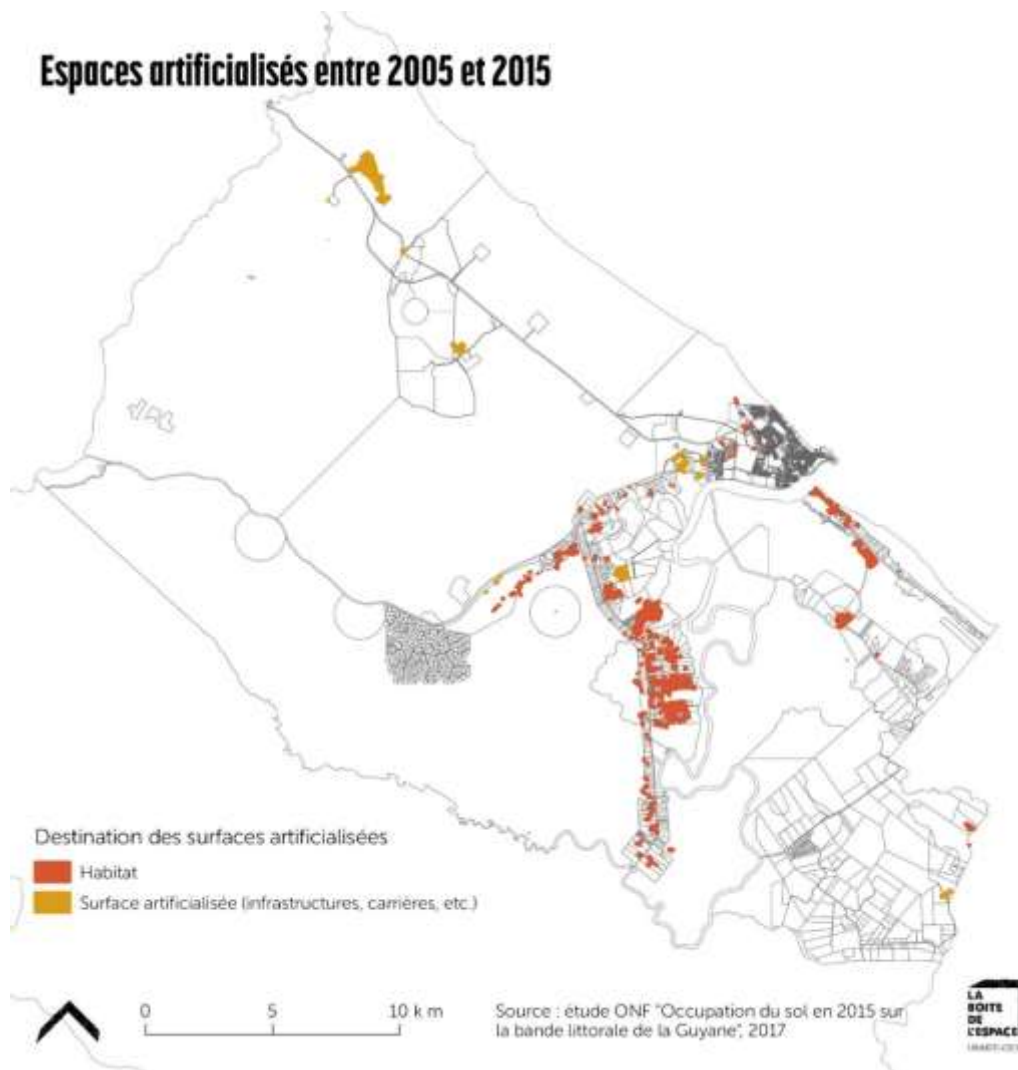 Espaces artificialisés entre 2005 et 2015
Destination des surfaces artificialisées
Habitat
Surface artificialisée (infrastructures, carrières, etc.)
0 5 10 km
Source : étude ONF "Occupation du sol en 2015 sur
la bande littorale de la Guyane", 2017
LA
BOITE
DE
L'ESPACE